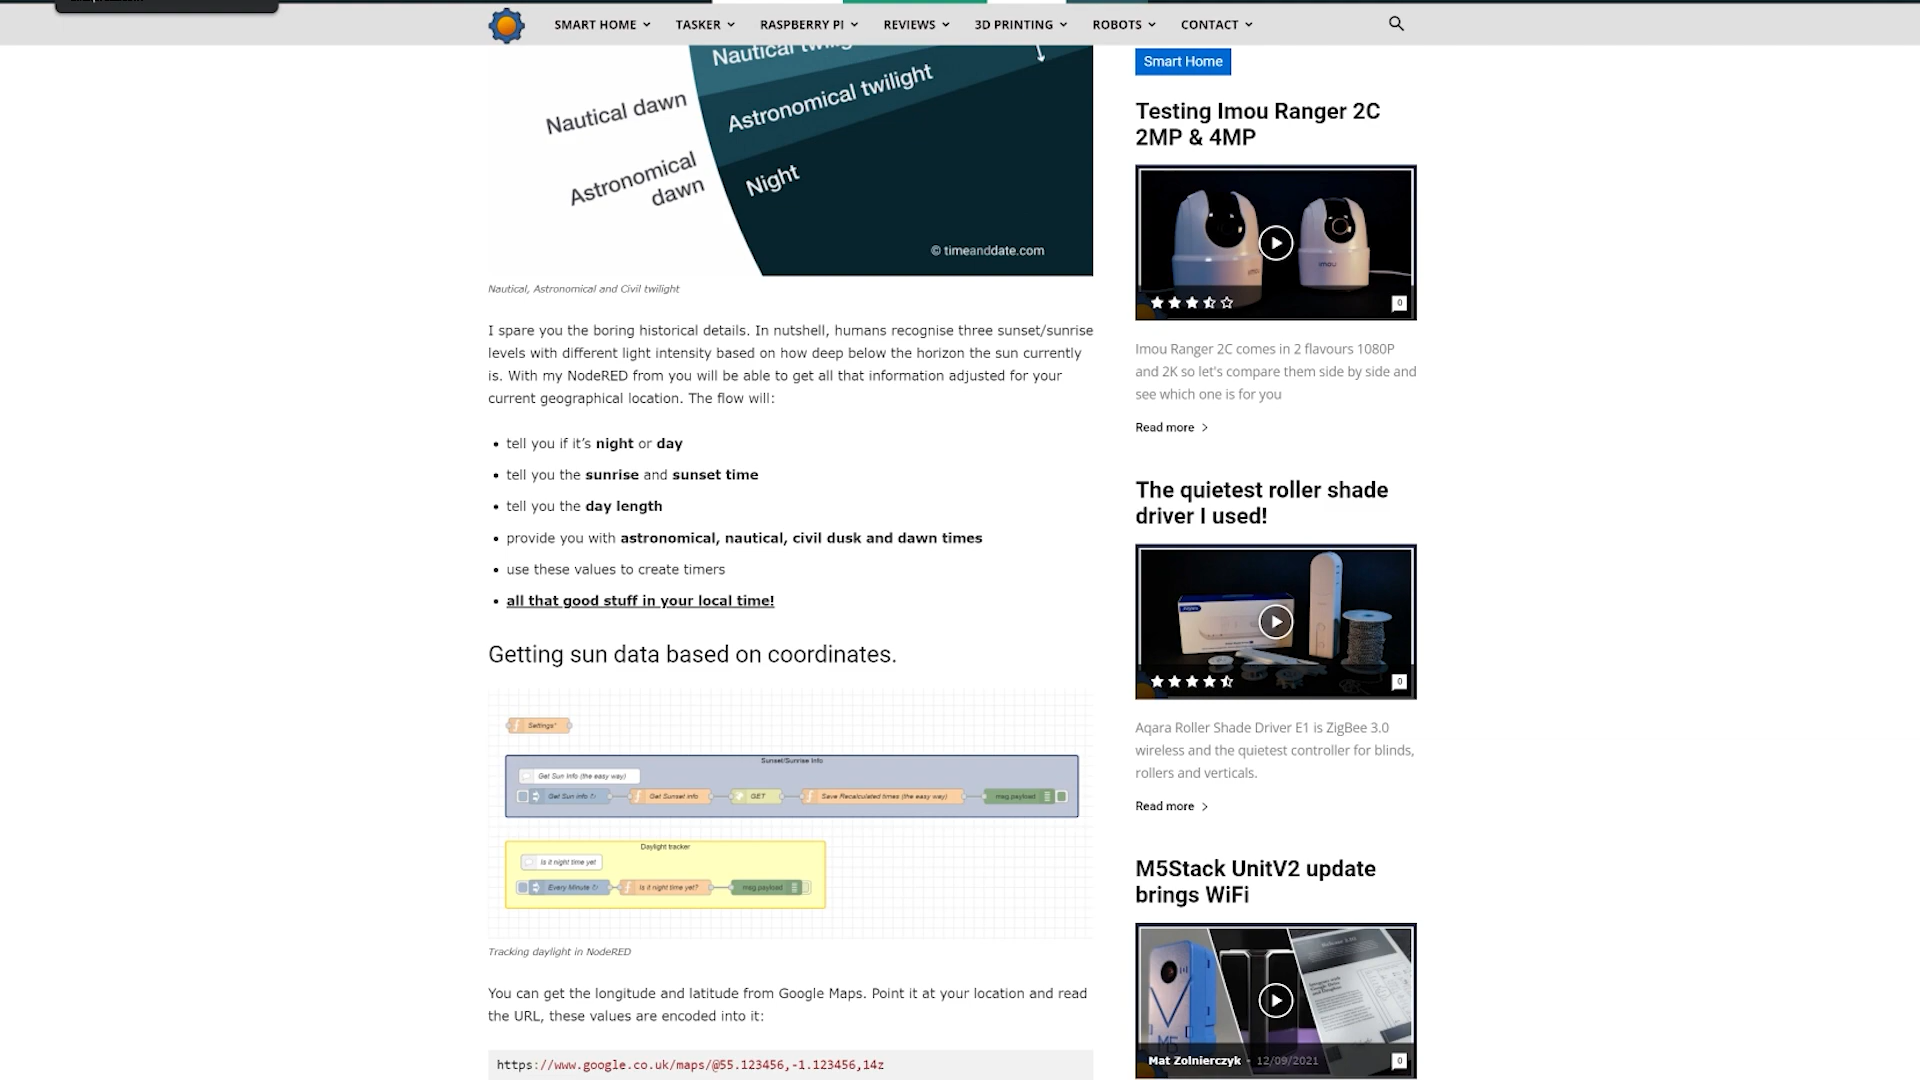 SMART HOME
TASKER
RASPBERRY PI
REVIEWS
3D PRINTING
ROBOTS
CONTACT
Nautical
Nautical dawn
Astronomical twilight
Astronomical
dawn
Night
© timeanddate.com
Nautical, Astronomical and Civil twilight
I spare you the boring historical details. In nutshell, humans recognise three sunset/sunrise
levels with different light intensity based on how deep below the horizon the sun currently
is. With my NodeRED from you will be able to get all that information adjusted for your
current geographical location. The flow will:
tell you if it’s night or day
tell you the sunrise and sunset time
tell you the day length
provide you with astronomical, nautical, civil dusk and dawn times
use these values to create timers
all that good stuff in your local time!
Getting sun data based on coordinates.
Settings*
Sunset/Sunrise Info
Get Sun Info (the easy way)
Get Sun info ↻
Get Sunset info
GET
Save Recalculated times (the easy way)
msg.payload
Daylight tracker
Is it night time yet
Every Minute ↻
Is it night time yet?
msg.payload
Tracking daylight in NodeRED
You can get the longitude and latitude from Google Maps. Point it at your location and read
the URL, these values are encoded into it:
https://www.google.co.uk/maps/@55.123456,-1.123456,14z
Smart Home
Testing Imou Ranger 2C
2MP & 4MP
imou
0
Imou Ranger 2C comes in 2 flavours 1080P
and 2K so let's compare them side by side and
see which one is for you
Read more
The quietest roller shade
driver I used!
0
Aqara Roller Shade Driver E1 is ZigBee 3.0
wireless and the quietest controller for blinds,
rollers and verticals.
Read more
M5Stack UnitV2 update
brings WiFi
M5
Mat Zolnierczyk - 12/09/2021
0